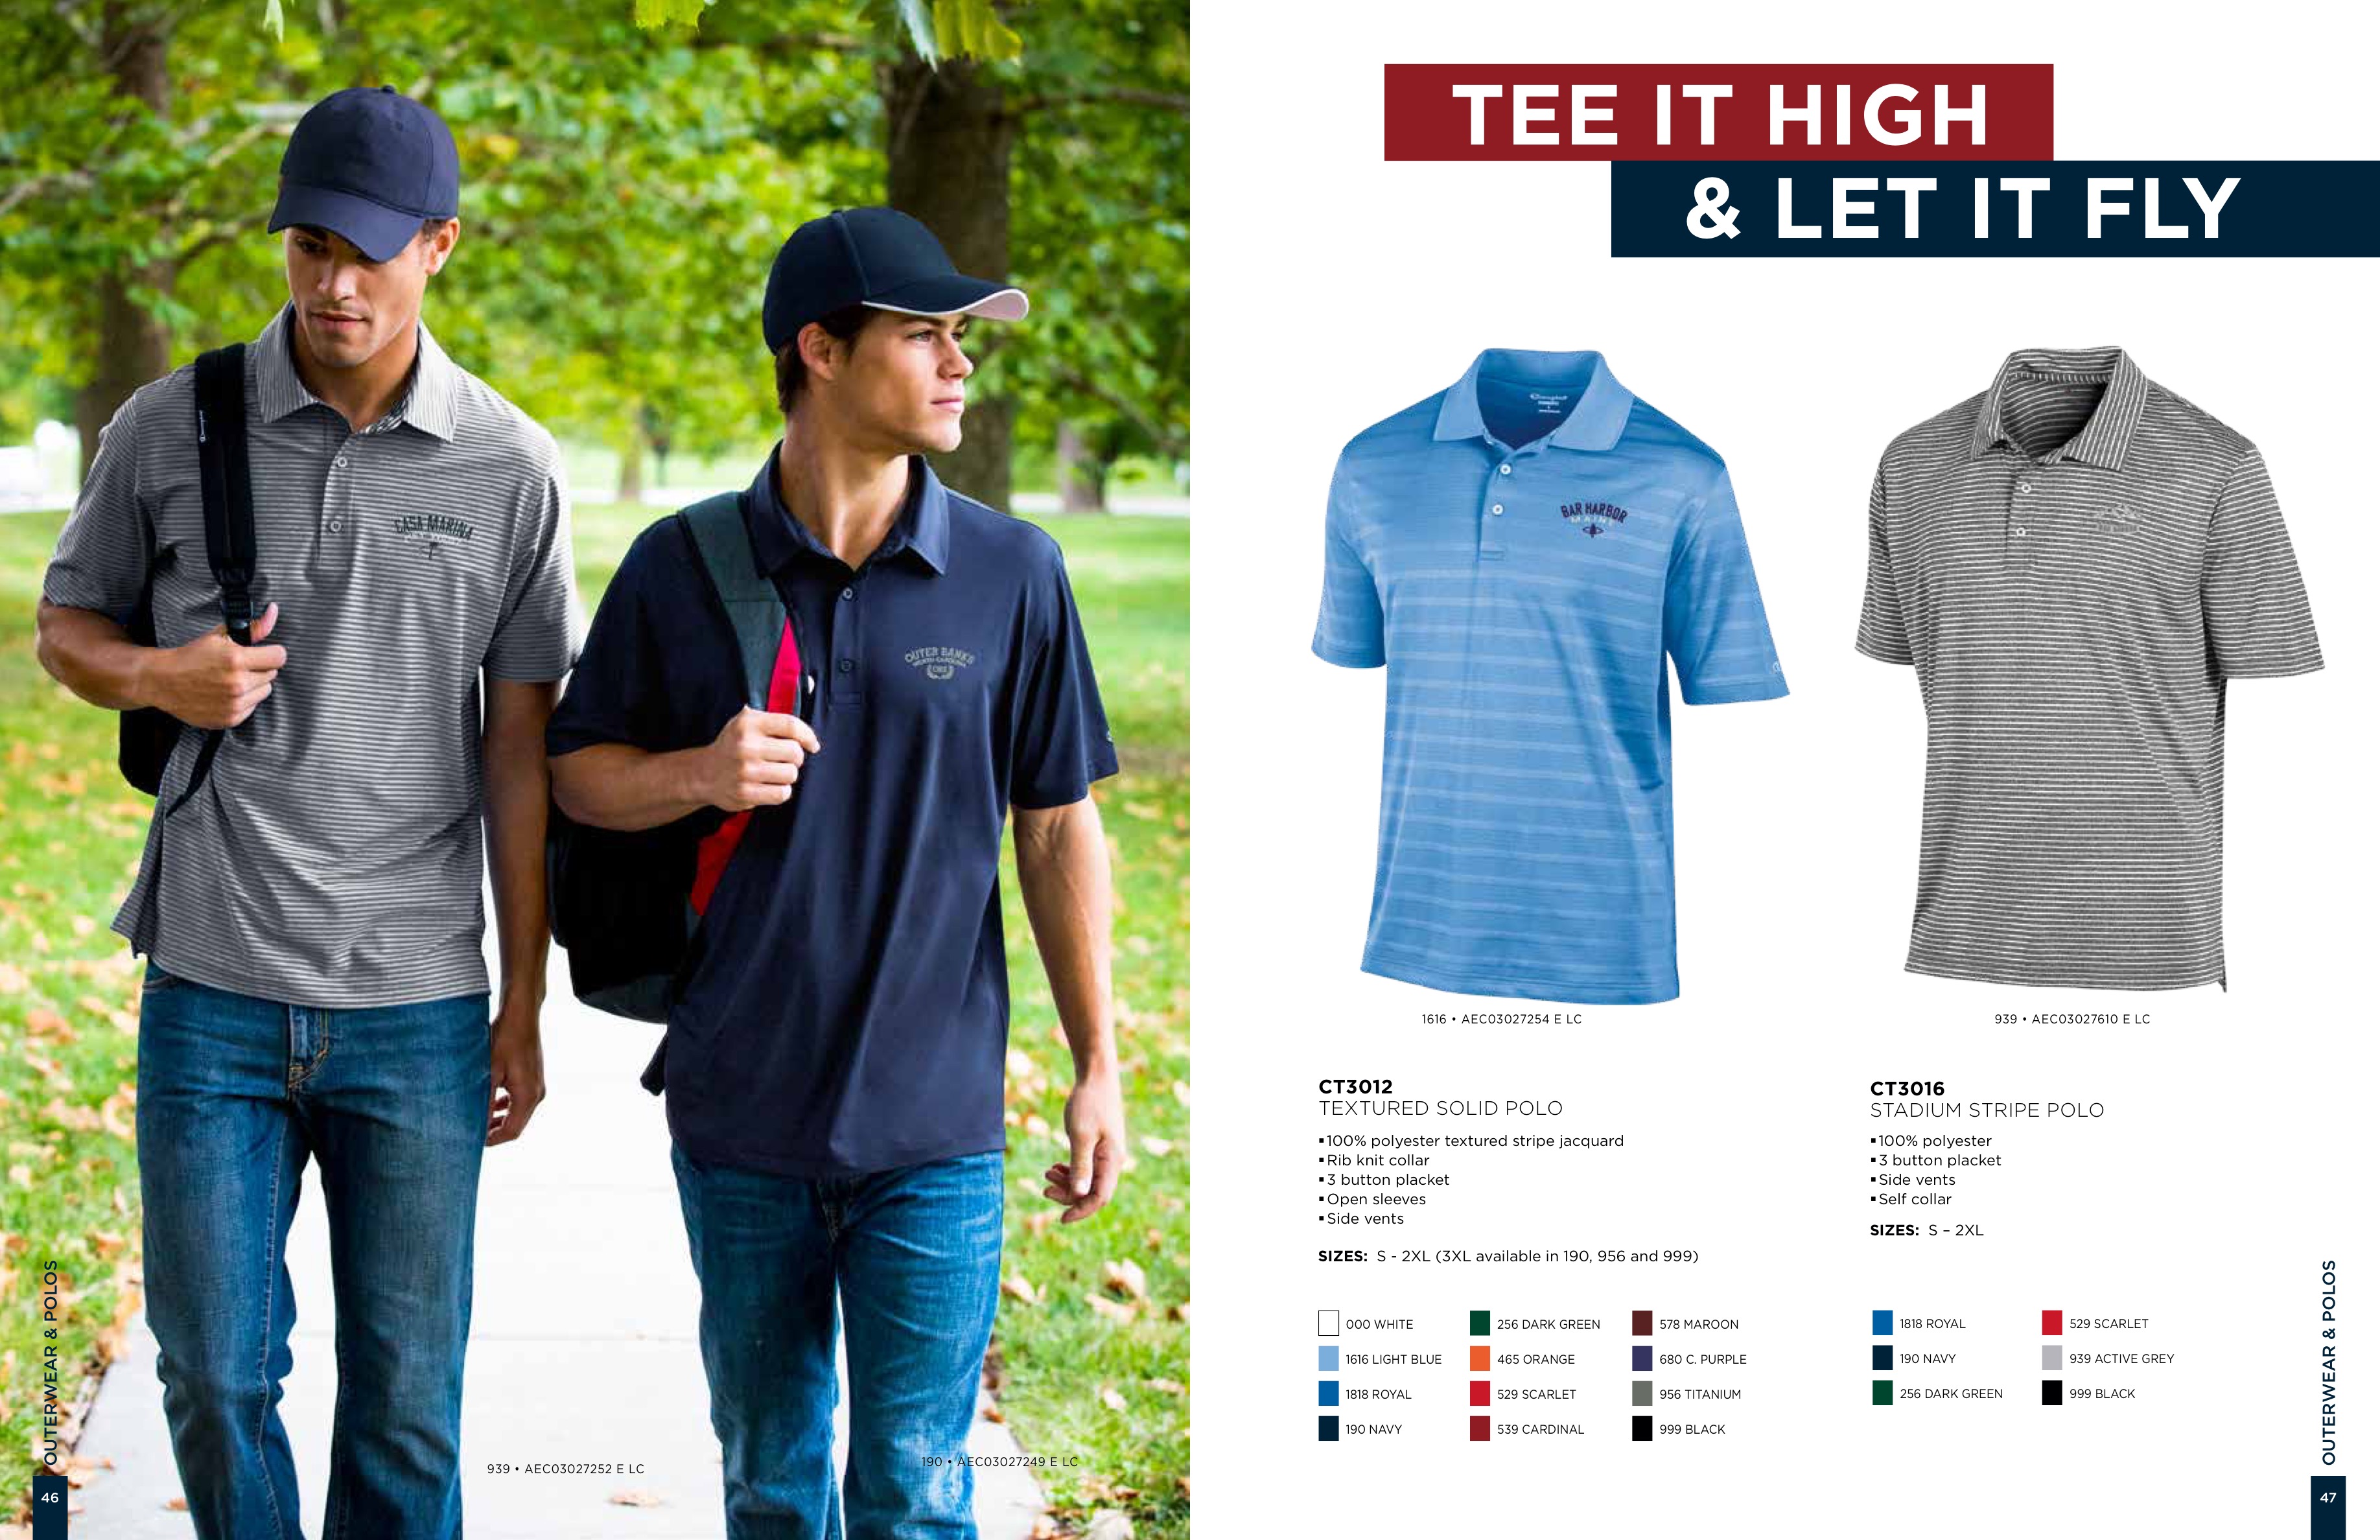 CASA MARINA
OUTER BANKS
NORTH CAROLINA
OBX
939 • AEC03027252 E LC
190 • AEC03027249 E LC
OUTERWEAR & POLOS
46
TEE IT HIGH
& LET IT FLY
Champion
BAR HARBOR
MAINE
1616 • AEC03027254 E LC
939 • AEC03027610 E LC
CT3012
TEXTURED SOLID POLO
▪ 100% polyester textured stripe jacquard
▪ Rib knit collar
▪ 3 button placket
▪ Open sleeves
▪ Side vents
SIZES: S - 2XL (3XL available in 190, 956 and 999)
000 WHITE
1616 LIGHT BLUE
1818 ROYAL
190 NAVY
256 DARK GREEN
465 ORANGE
529 SCARLET
539 CARDINAL
578 MAROON
680 C. PURPLE
956 TITANIUM
999 BLACK
CT3016
STADIUM STRIPE POLO
▪ 100% polyester
▪ 3 button placket
▪ Side vents
▪ Self collar
SIZES: S – 2XL
1818 ROYAL
190 NAVY
256 DARK GREEN
529 SCARLET
939 ACTIVE GREY
999 BLACK
OUTERWEAR & POLOS
47